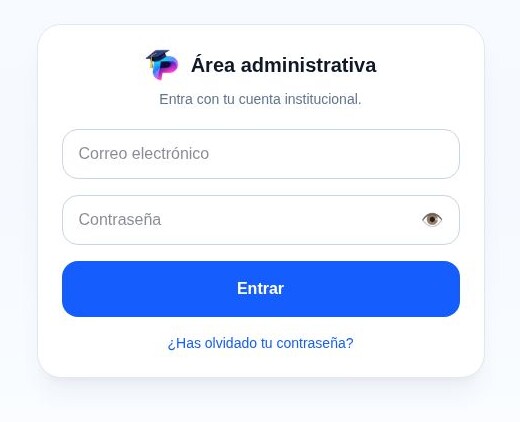 Área administrativa
Entra con tu cuenta institucional.
Correo electrónico
Contraseña
Entrar
¿Has olvidado tu contraseña?